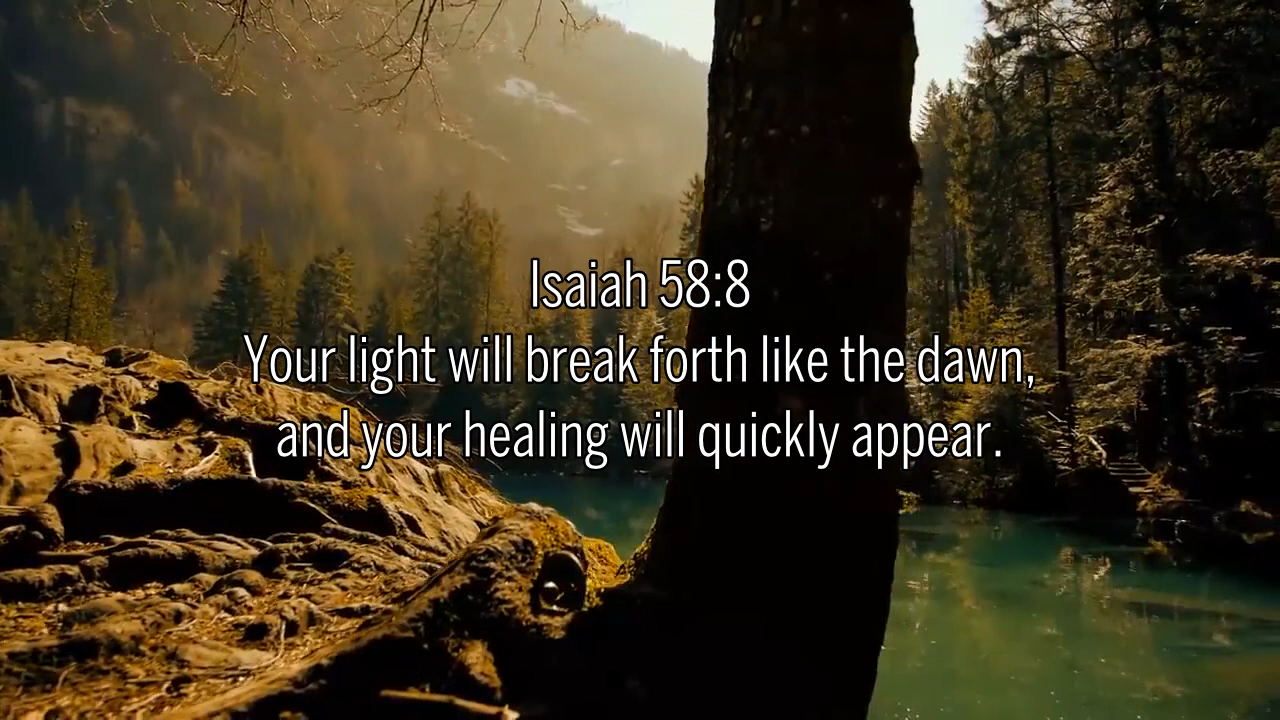 Isaiah 58:8
Your light will break forth like the dawn,
and your healing will quickly appear.